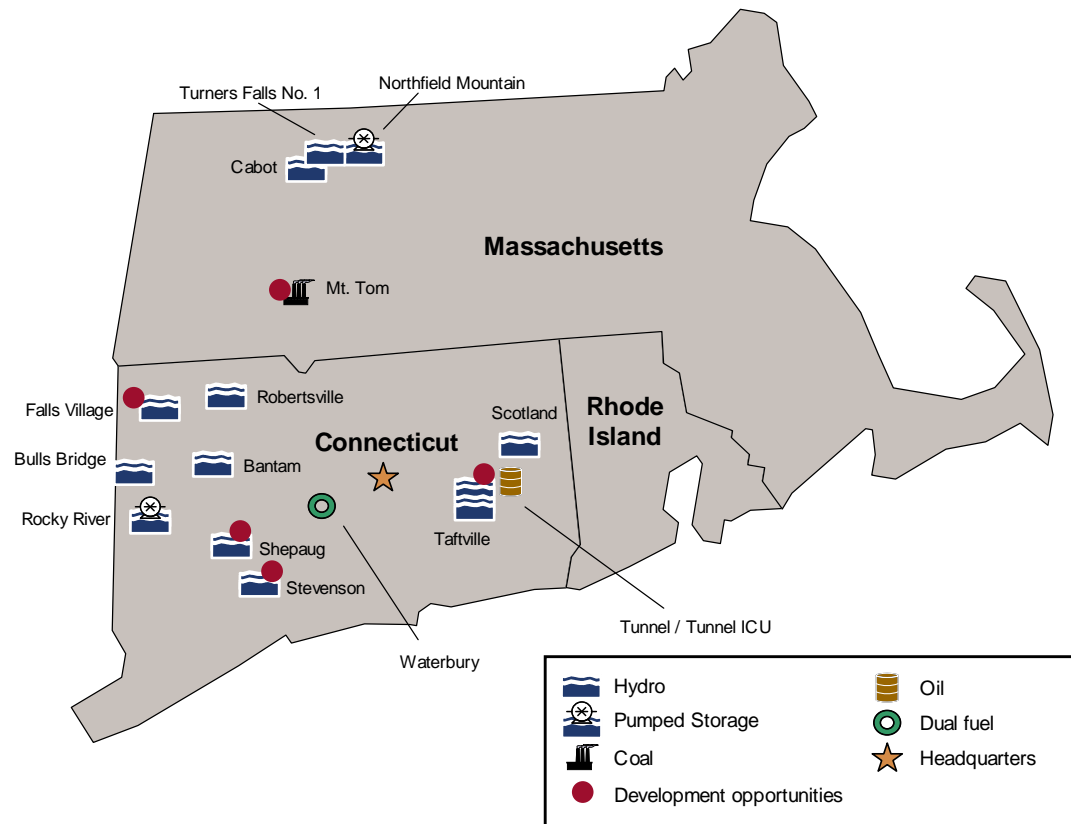 Northfield Mountain
Turners Falls No. 1
Cabot
Massachusetts
Mt. Tom
Robertsville
Falls Village
Rhode
Island
Scotland
Connecticut
Bulls Bridge
Bantam
Rocky River
Taftville
Shepaug
Stevenson
Tunnel / Tunnel ICU
Waterbury
Hydro
Pumped Storage
Coal
Development opportunities
Oil
Dual fuel
Headquarters